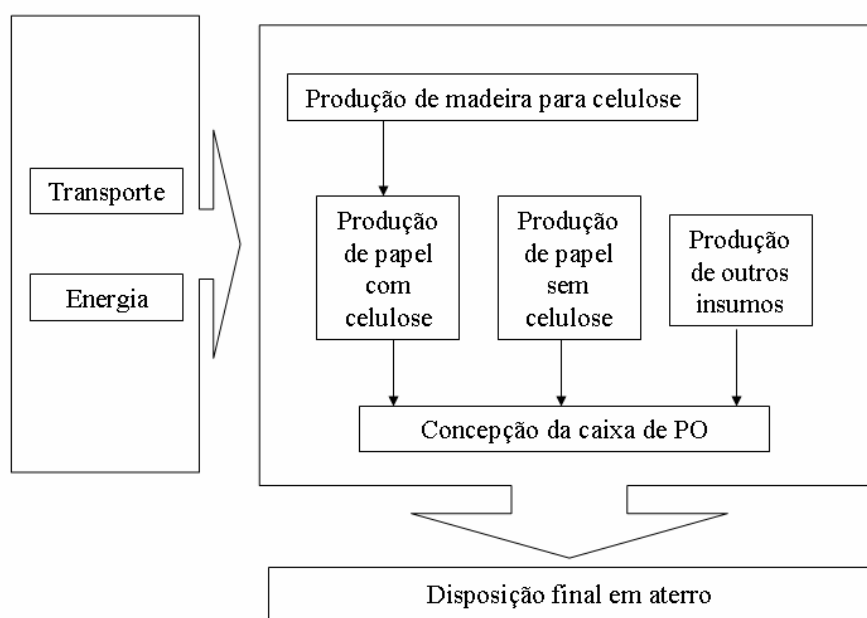 Produção de madeira para celulose
Transporte
Energia
Produção
de papel
com
celulose
Produção
de papel
sem
celulose
Produção
de outros
insumos
Concepção da caixa de PO
Disposição final em aterro